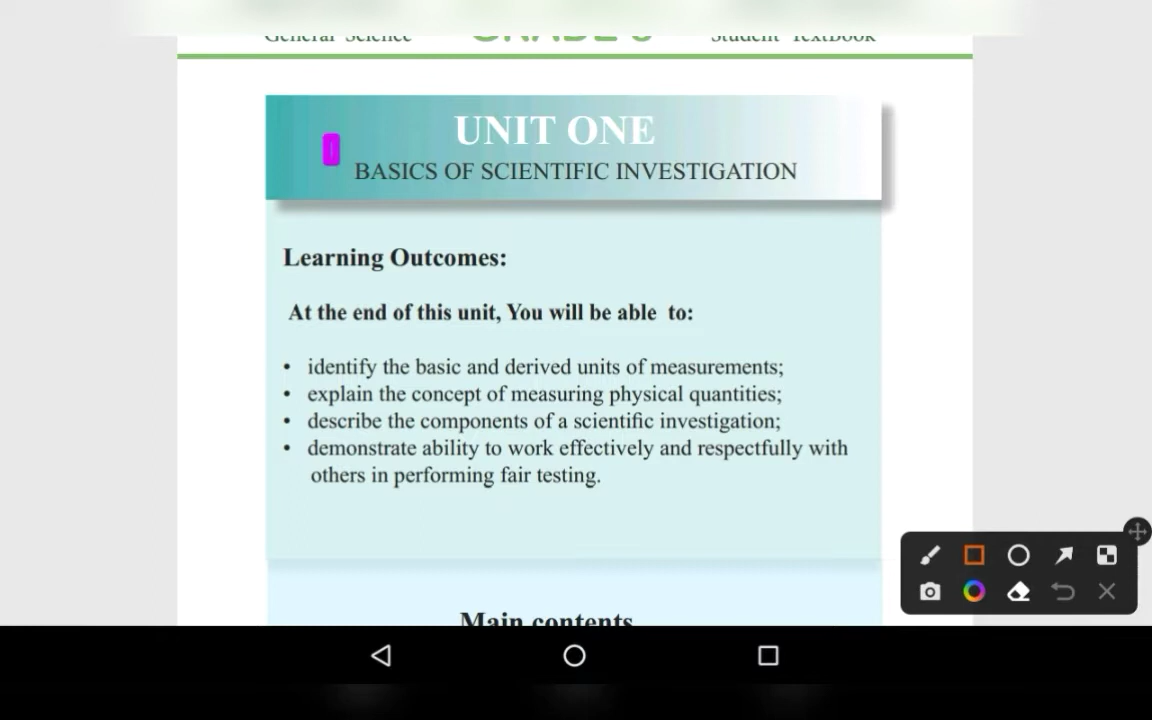 General Science GRADE Student Textbook
UNIT ONE
BASICS OF SCIENTIFIC INVESTIGATION
Learning Outcomes:
At the end of this unit, You will be able to:
• identify the basic and derived units of measurements;
• explain the concept of measuring physical quantities;
• describe the components of a scientific investigation;
• demonstrate ability to work effectively and respectfully with
others in performing fair testing.
Main contents